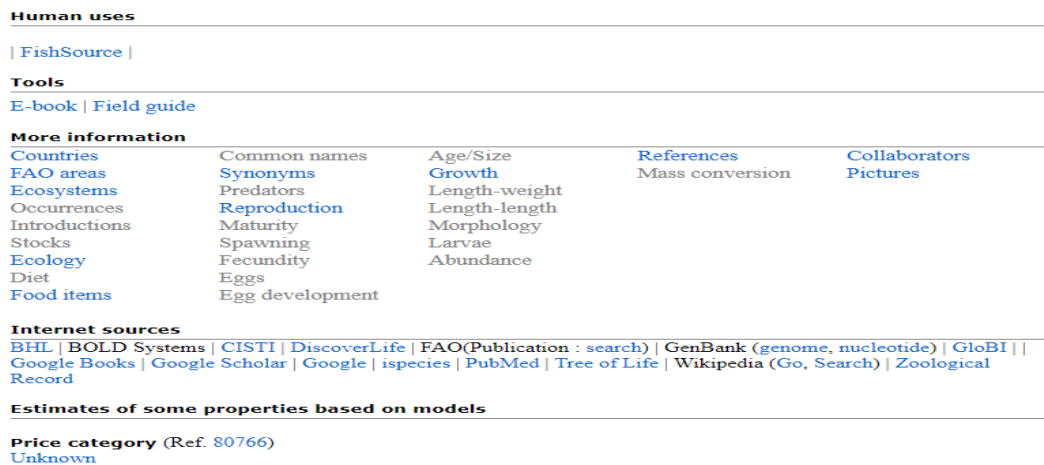 Human uses
| FishSource |
Tools
E-book | Field guide
More information
Countries Common names Age/Size References Collaborators
FAO areas Synonyms Growth Mass conversion Pictures
Ecosystems Predators Length-weight
Occurrences Reproduction Length-length
Introductions Maturity Morphology
Stocks Spawning Larvae
Ecology Fecundity Abundance
Diet Eggs
Food items Egg development
Internet sources
BHL | BOLD Systems | CISTI | DiscoverLife | FAO(Publication : search) | GenBank (genome, nucleotide) | GloBI | |
Google Books | Google Scholar | Google | ispecies | PubMed | Tree of Life | Wikipedia (Go, Search) | Zoological
Record
Estimates of some properties based on models
Price category (Ref. 80766)
Unknown